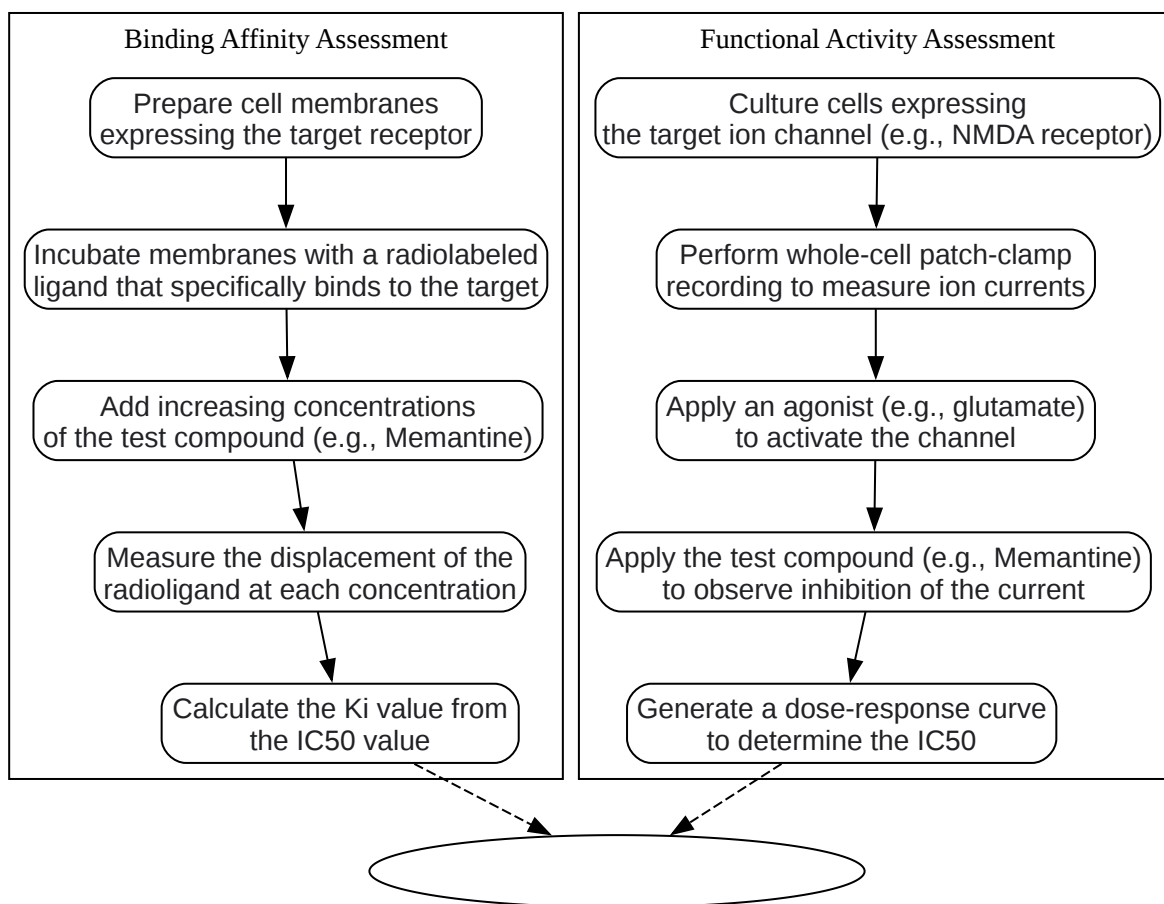 Binding Affinity Assessment
Prepare cell membranes
expressing the target receptor
Incubate membranes with a radiolabeled
ligand that specifically binds to the target
Add increasing concentrations
of the test compound (e.g., Memantine)
Measure the displacement of the
radioligand at each concentration
Calculate the Ki value from
the IC50 value
Functional Activity Assessment
Culture cells expressing
the target ion channel (e.g., NMDA receptor)
Perform whole-cell patch-clamp
recording to measure ion currents
Apply an agonist (e.g., glutamate)
to activate the channel
Apply the test compound (e.g., Memantine)
to observe inhibition of the current
Generate a dose-response curve
to determine the IC50